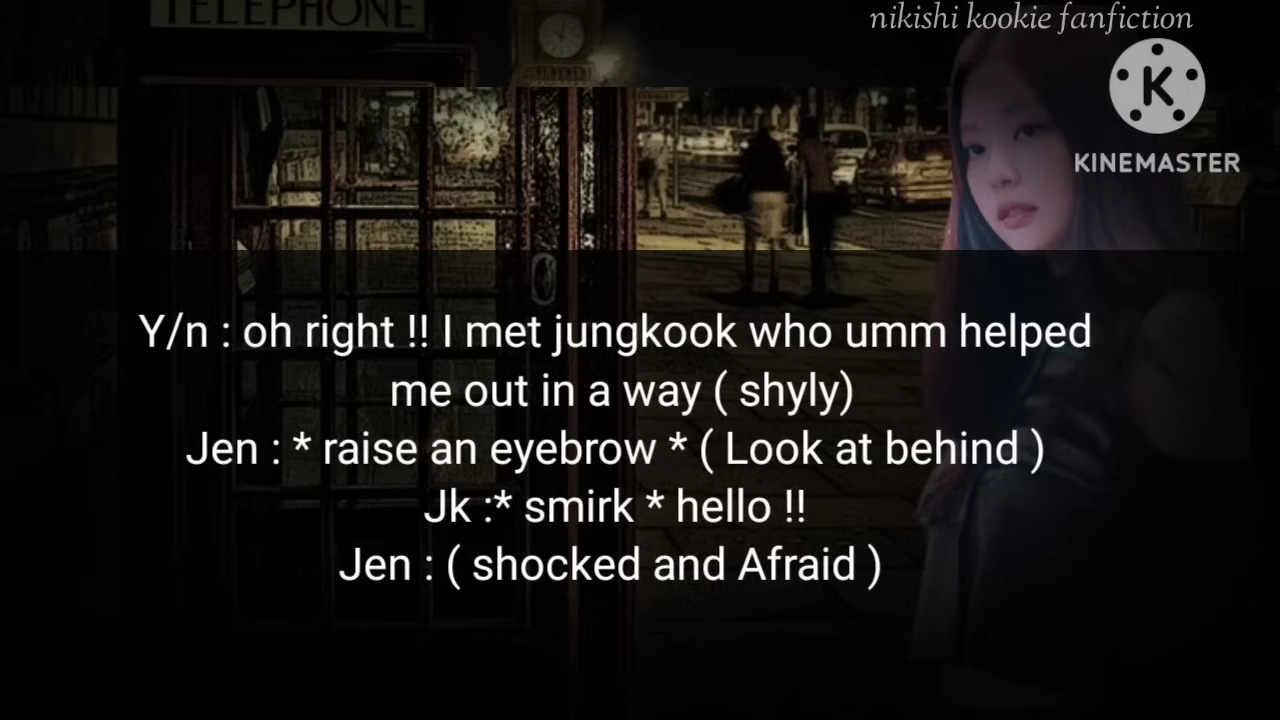 TELEPHONE
nikishi kookie fanfiction
K
KINEMASTER
Y/n : oh right !! I met jungkook who umm helped
me out in a way ( shyly)
Jen : * raise an eyebrow * ( Look at behind )
Jk :* smirk * hello !!
Jen : ( shocked and Afraid )